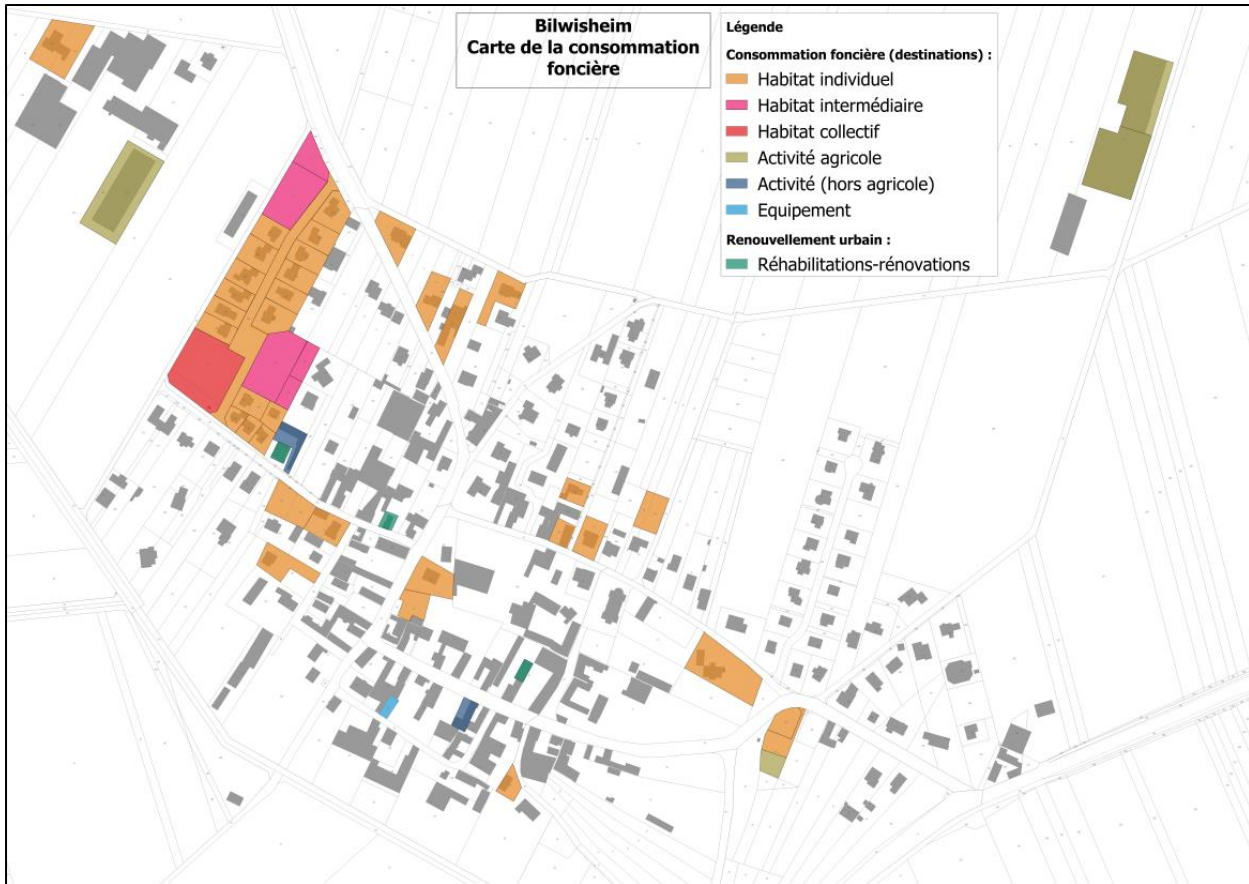 Bilwisheim
Carte de la consommation
foncière
Légende
Consommation foncière (destinations) :
Habitat individuel
Habitat intermédiaire
Habitat collectif
Activité agricole
Activité (hors agricole)
Equipement
Renouvellement urbain :
Réhabilitations-rénovations